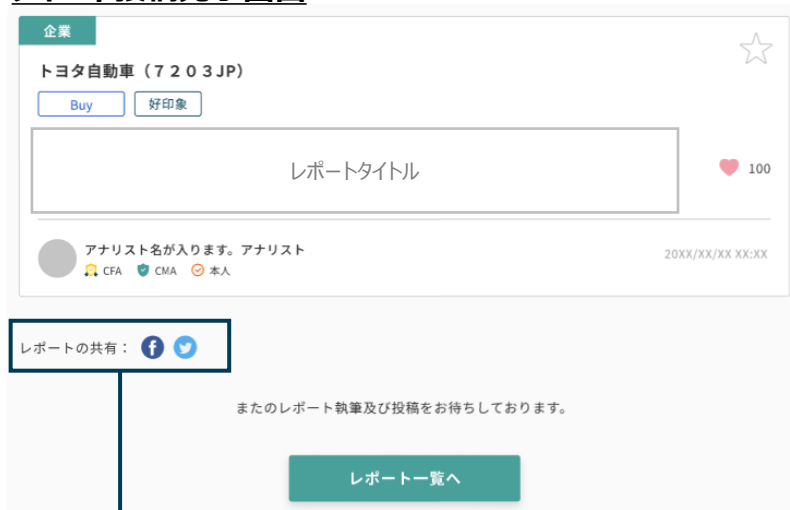 企業
トヨタ自動車（７２０３JP）
Buy 好印象
レポートタイトル
100
アナリスト名が入ります。アナリスト
CFA CMA 本人
20XX/XX/XX XX:XX
レポートの共有：
またのレポート執筆及び投稿をお待ちしております。
レポート一覧へ